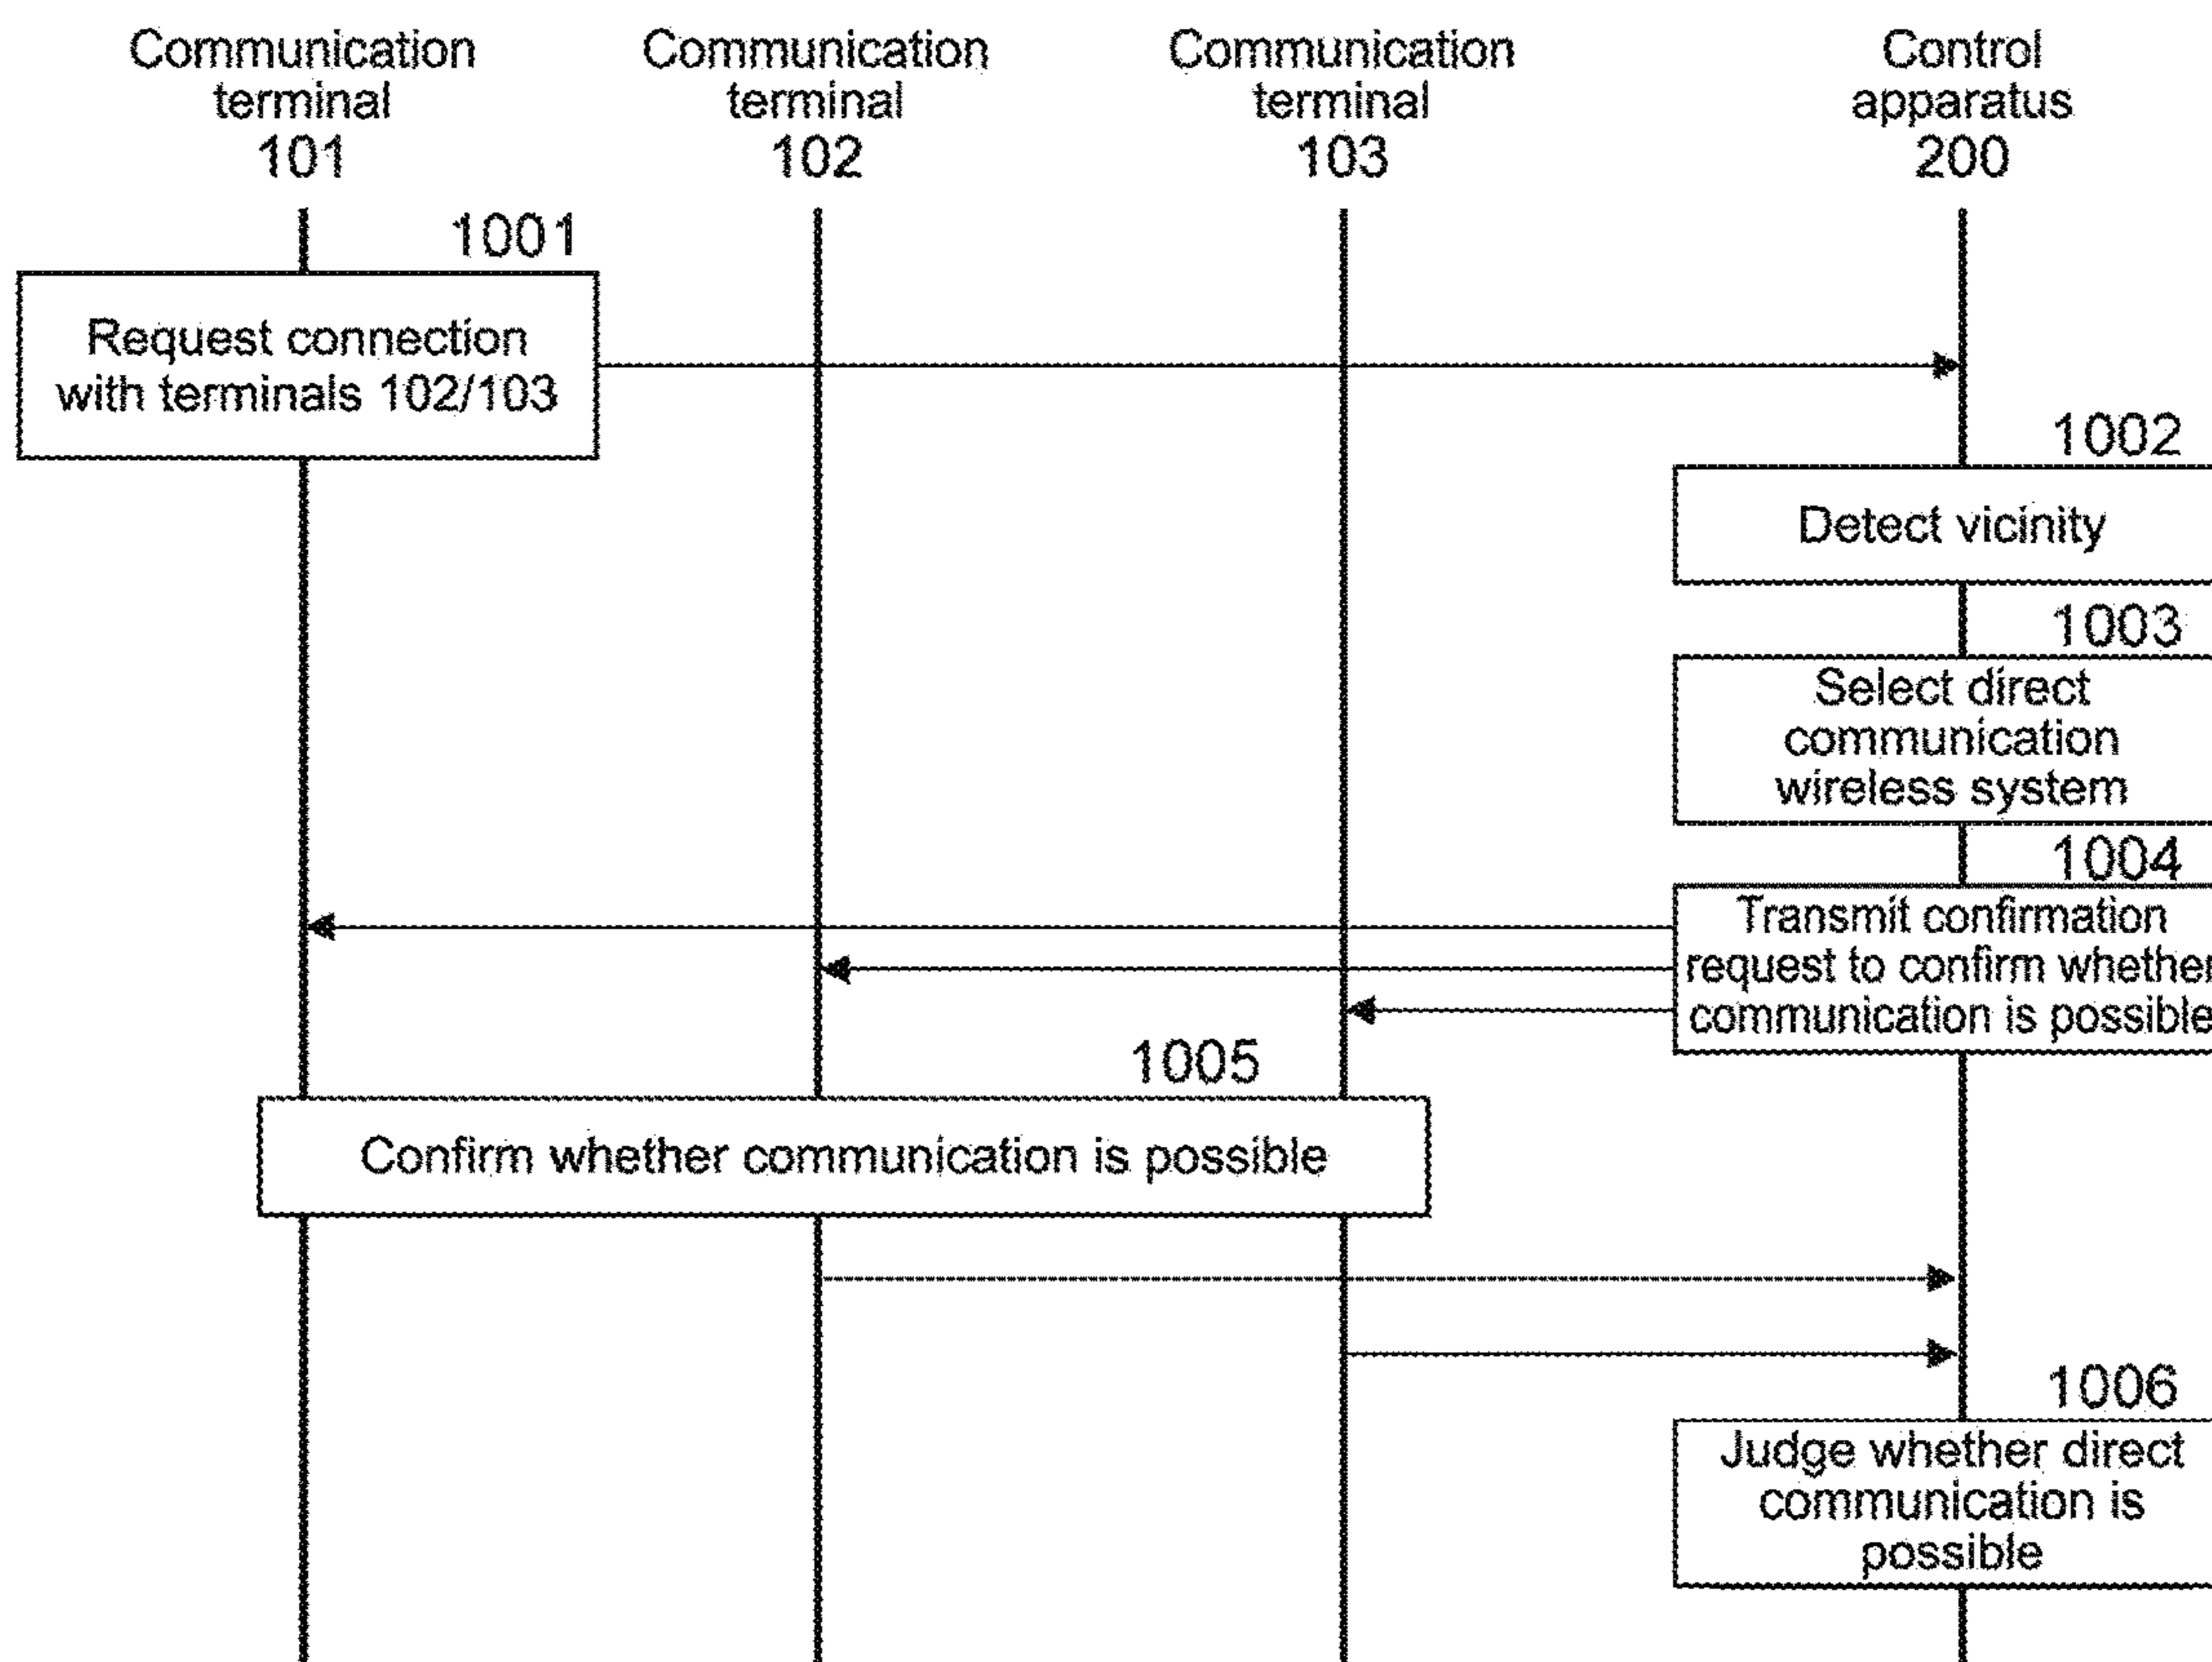 Communication
terminal
101
Communication
terminal
102
Communication
terminal
103
Control
apparatus
200
1001
Request connection
with terminals 102/103
1002
Detect vicinity
1003
Select direct
communication
wireless system
1004
Transmit confirmation
request to confirm whether
communication is possible
1005
Confirm whether communication is possible
1006
Judge whether direct
communication is
possible